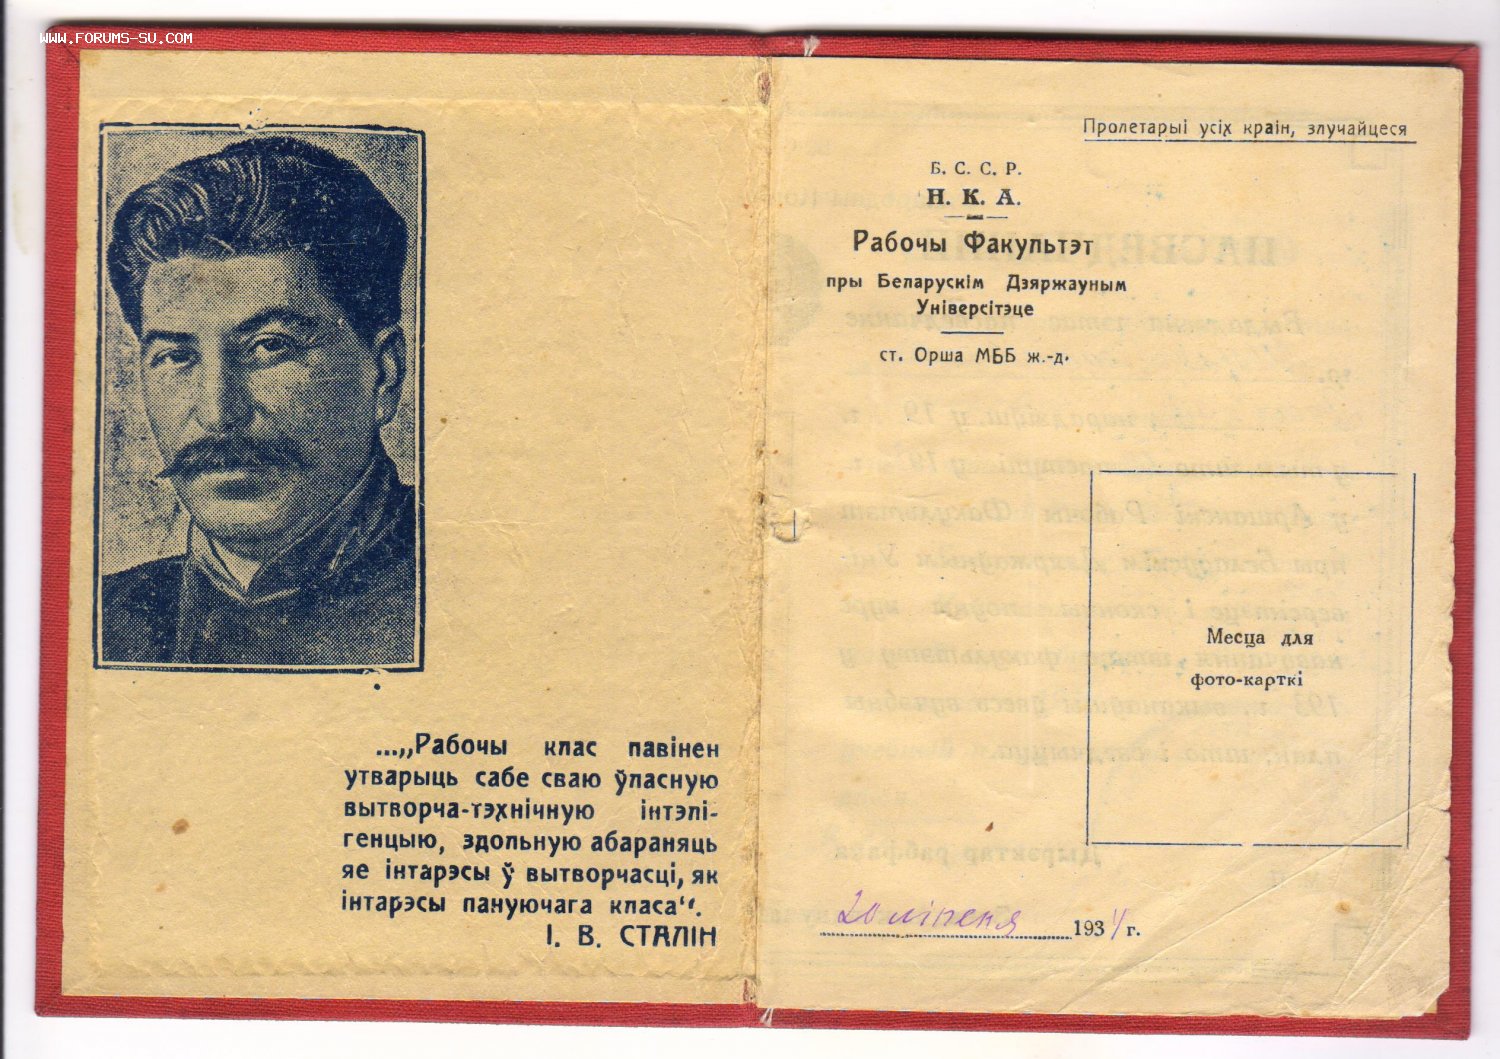 www.forums-su.com
...„Рабочы клас павінен
утварыць сабе сваю ўласную
вытворча-тэхнічную інтэлі-
генцыю, здольную абараняць
яе інтарэсы ў вытворчасці, як
інтарэсы пануючага класа“.
І. В. СТАЛІН
Пролетарыі усіх краін, злучайцеся
Б. С. С. Р.
Н. К. А.
Рабочы Факультэт
пры Беларускім Дзяржауным
Універсітэце
ст. Орша МББ ж.-д.
Месца для
фото-карткі
20 ліпеня 1934 г.